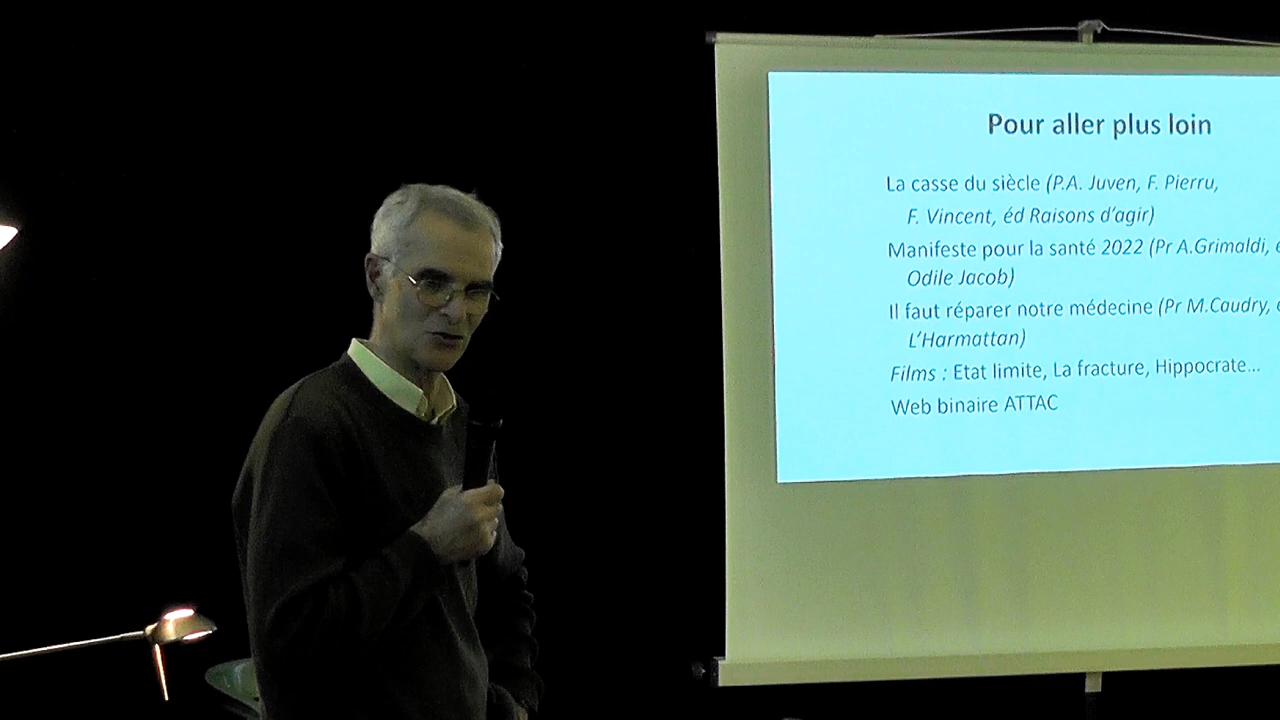 Pour aller plus loin
La casse du siècle (P.A. Juven, F. Pierru,
F. Vincent, éd Raisons d'agir)
Manifeste pour la santé 2022 (Pr A.Grimaldi,
Odile Jacob)
Il faut réparer notre médecine (Pr M.Caudry,
L'Harmattan)
Films : Etat limite, La fracture, Hippocrate...
Web binaire ATTAC